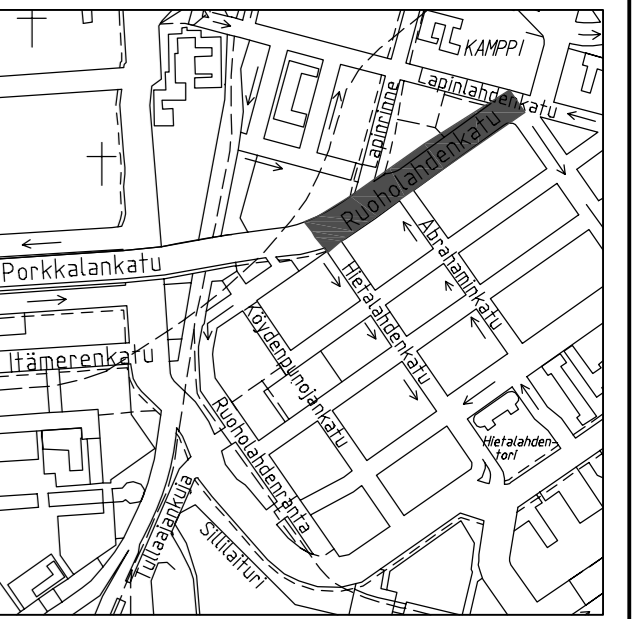 KAMPPI
Lapinlahdenkatu
Lapinrinne
Ruoholahdenkatu
Abrahaminkatu
Porkkalankatu
Hietalahdenkatu
Köydenpunojankatu
Itämerenkatu
Ruoholahdenranta
Hietalahden-
tori
Tullaajankuja
Sillilaituri